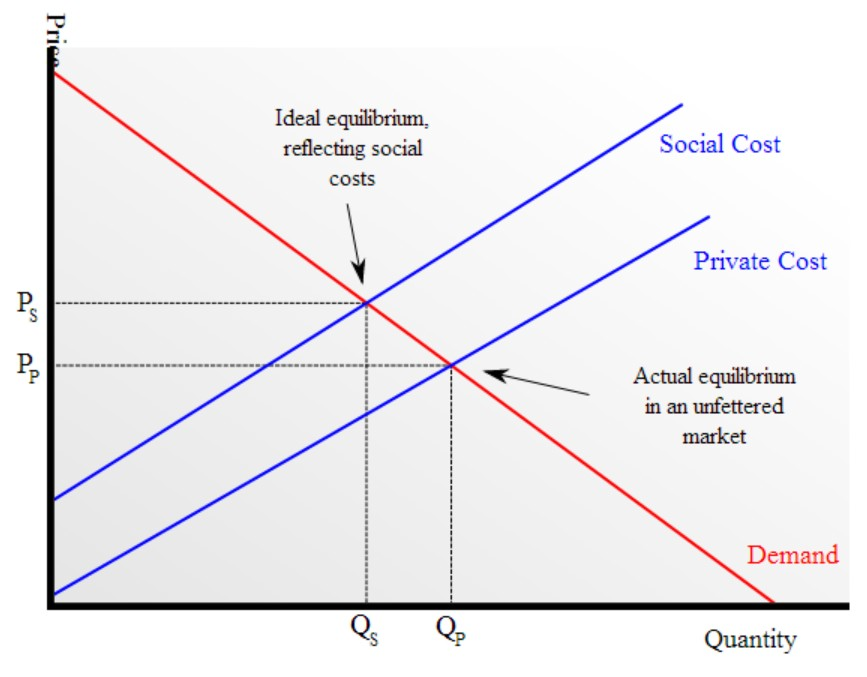 Price
Ideal equilibrium,
reflecting social
costs
Social Cost
Private Cost
PS
PP
Actual equilibrium
in an unfettered
market
Demand
QS
QP
Quantity